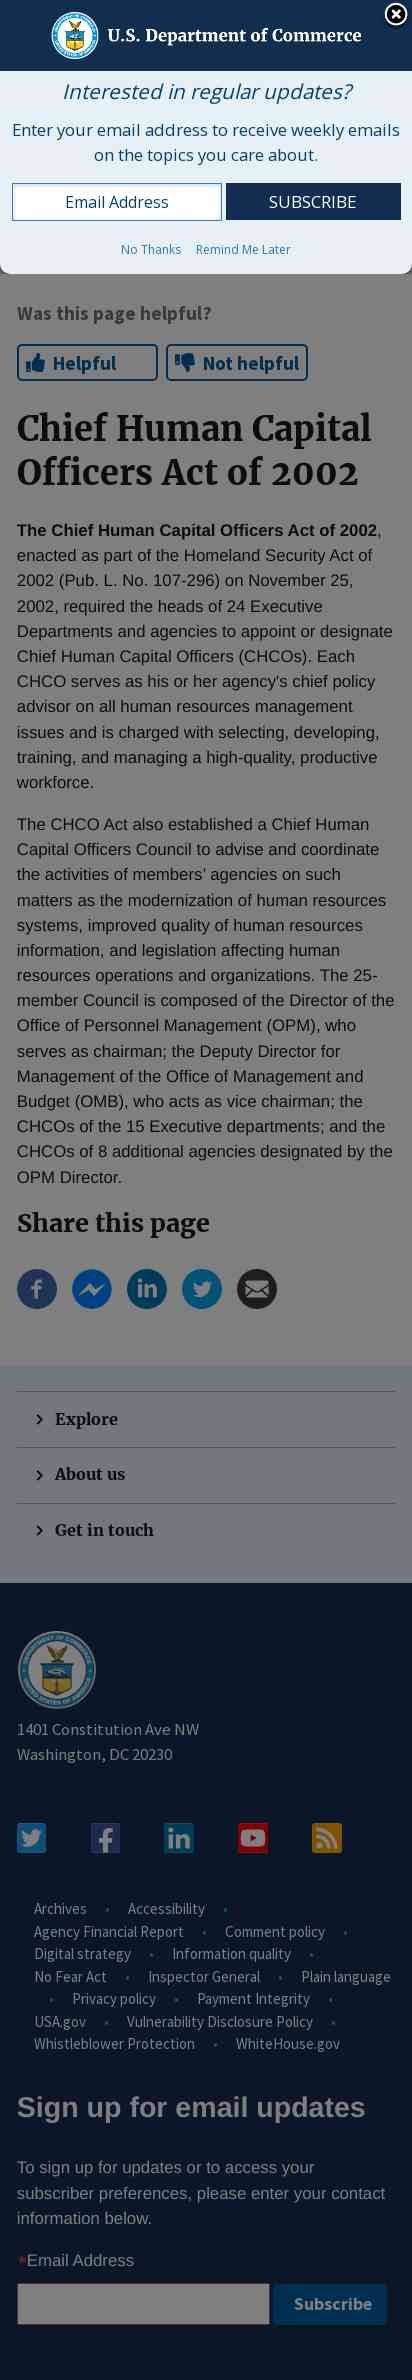 U.S. Department of Commerce
Interested in regular updates?
Enter your email address to receive weekly emails
on the topics you care about.
Email Address SUBSCRIBE
No Thanks Remind Me Later
Was this page helpful?
Helpful Not helpful
Chief Human Capital
Officers Act of 2002
The Chief Human Capital Officers Act of 2002,
enacted as part of the Homeland Security Act of
2002 (Pub. L. No. 107-296) on November 25,
2002, required the heads of 24 Executive
Departments and agencies to appoint or designate
Chief Human Capital Officers (CHCOs). Each
CHCO serves as his or her agency's chief policy
advisor on all human resources management
issues and is charged with selecting, developing,
training, and managing a high-quality, productive
workforce.
The CHCO Act also established a Chief Human
Capital Officers Council to advise and coordinate
the activities of members' agencies on such
matters as the modernization of human resources
systems, improved quality of human resources
information, and legislation affecting human
resources operations and organizations. The 25-
member Council is composed of the Director of the
Office of Personnel Management (OPM), who
serves as chairman; the Deputy Director for
Management of the Office of Management and
Budget (OMB), who acts as vice chairman; the
CHCOs of the 15 Executive departments; and the
CHCOs of 8 additional agencies designated by the
OPM Director.
Share this page
Explore
About us
Get in touch
DEPARTMENT OF COMMERCE
UNITED STATES OF AMERICA
1401 Constitution Ave NW
Washington, DC 20230
Archives • Accessibility •
Agency Financial Report • Comment policy •
Digital strategy • Information quality •
No Fear Act • Inspector General • Plain language
• Privacy policy • Payment Integrity •
USA.gov • Vulnerability Disclosure Policy •
Whistleblower Protection • WhiteHouse.gov
Sign up for email updates
To sign up for updates or to access your
subscriber preferences, please enter your contact
information below.
*Email Address
Subscribe